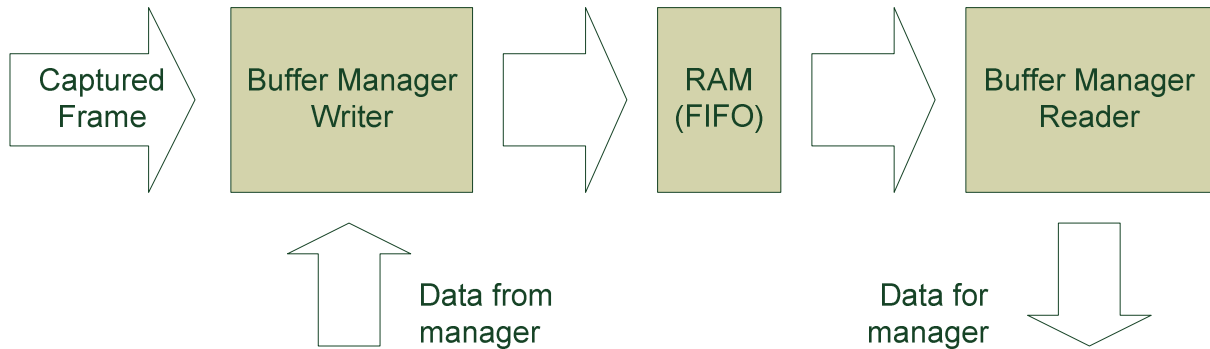 Captured
Frame
Buffer Manager
Writer
RAM
(FIFO)
Buffer Manager
Reader
Data from
manager
Data for
manager